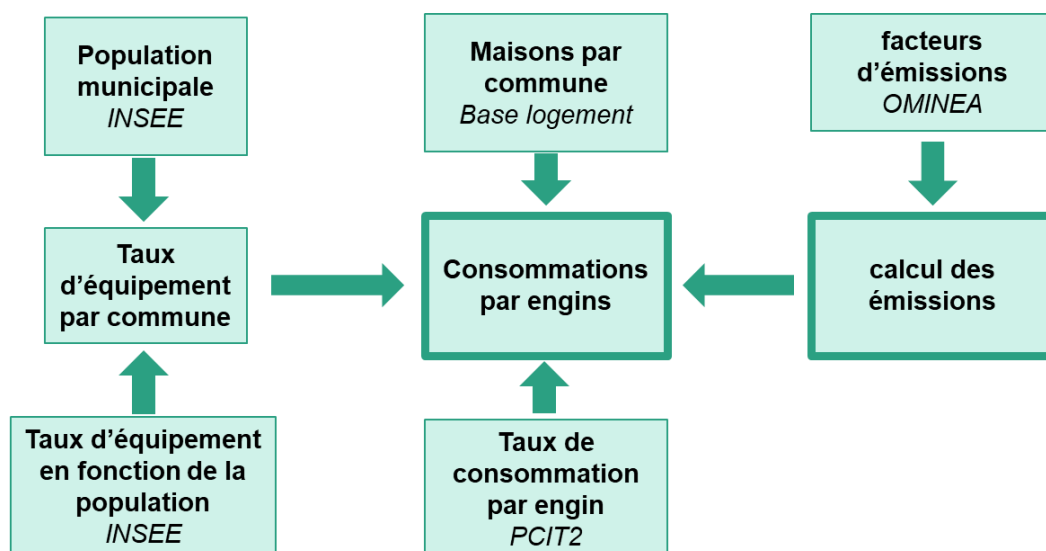 Population
municipale
INSEE
Maisons par
commune
Base logement
facteurs
d’émissions
OMINEA
Taux
d’équipement
par commune
Consommations
par engins
calcul des
émissions
Taux d’équipement
en fonction de la
population
INSEE
Taux de
consommation
par engin
PCIT2